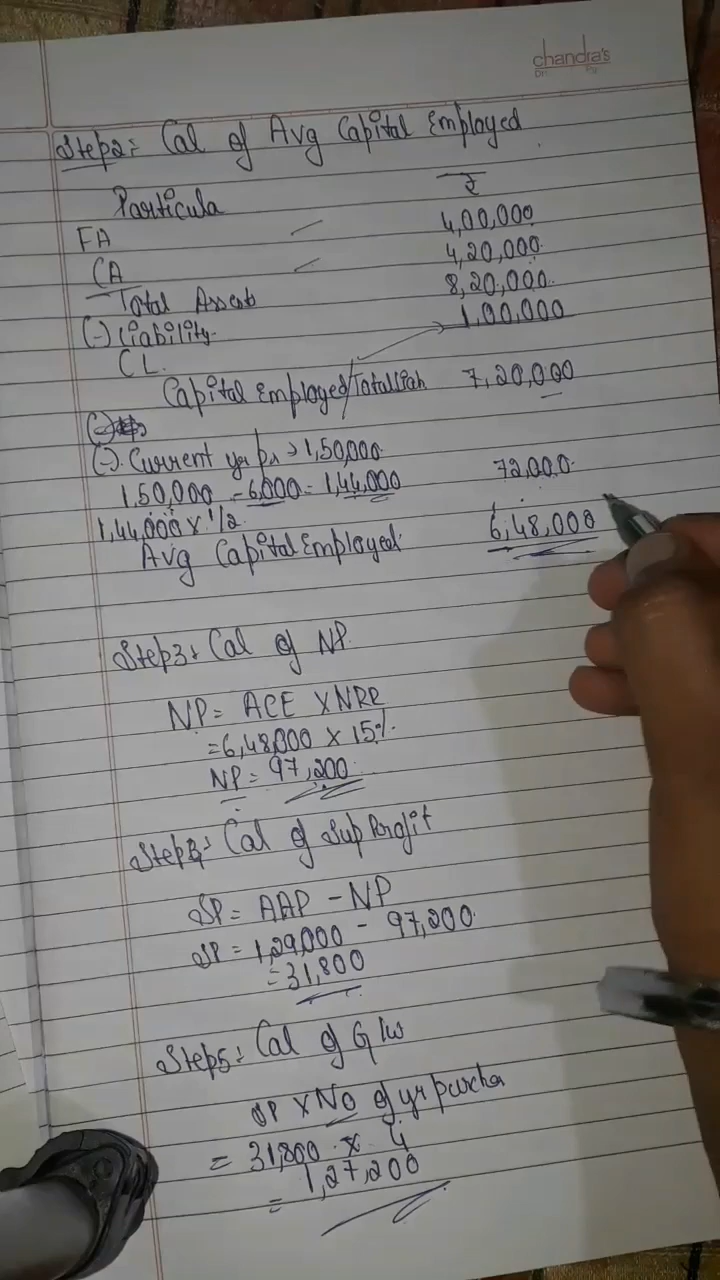 chandra's
Step2: Cal of Avg Capital Employed
Particula ₹
FA 4,00,000
CA 4,20,000
Total Assets 8,20,000
(-) Liability
CL 1,00,000
Capital Employed/Total Liab 7,20,000
(-)
(-) Current yr pr > 1,50,000
1,50,000 - 6,000 = 1,44,000 72,000
1,44,000 x 1/2
Avg Capital Employed 6,48,000
Step3: Cal of NP
NP = ACE x NRR
= 6,48,000 x 15%
NP = 97,200
Step4: Cal of Sup Profit
SP = AAP - NP
SP = 1,29,000 - 97,200
= 31,800
Step5: Cal of G/w
SP x No of yr purcha
= 31,800 x 4
= 1,27,200